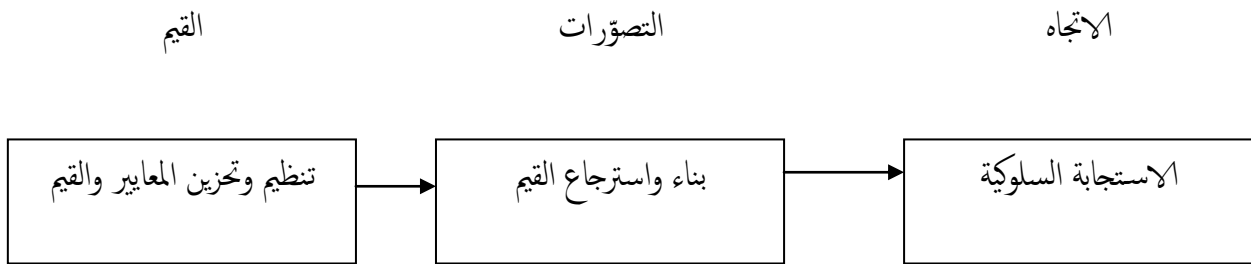 القيم
التصوّرات
الاتجاه
تنظيم وتخزين المعايير والقيم
بناء واسترجاع القيم
الاستجابة السلوكية